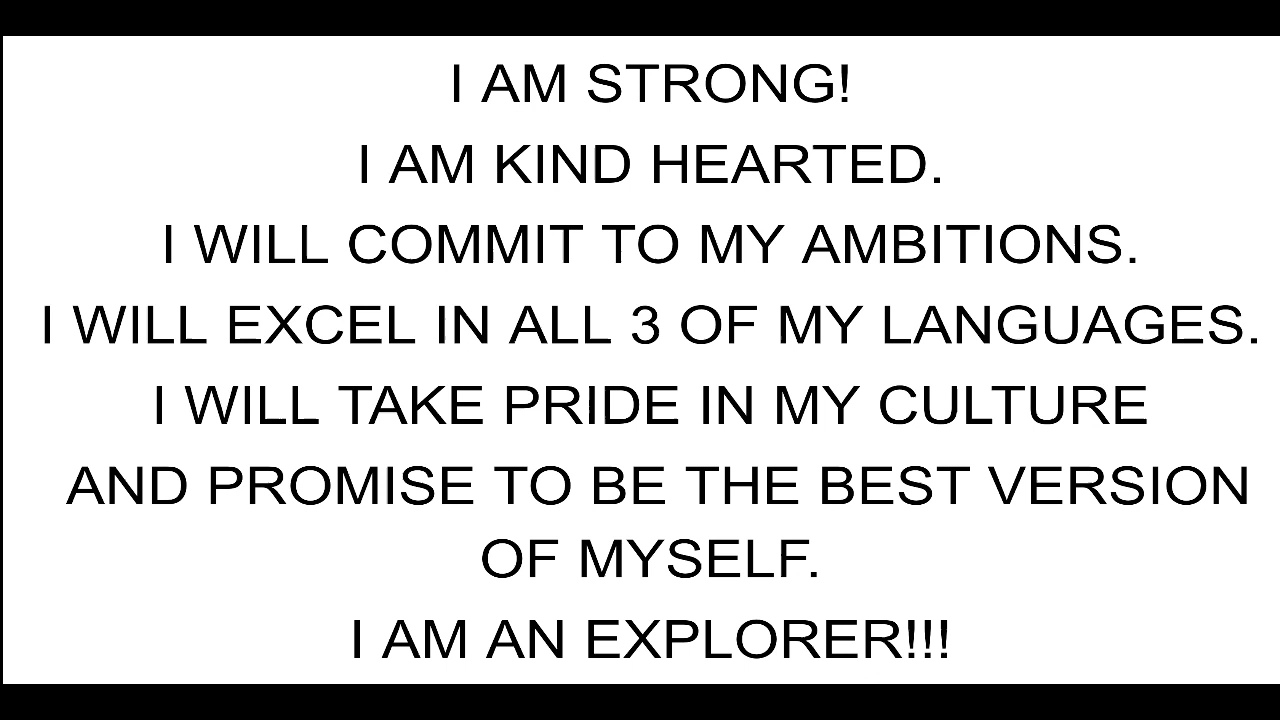 I AM STRONG!
I AM KIND HEARTED.
I WILL COMMIT TO MY AMBITIONS.
I WILL EXCEL IN ALL 3 OF MY LANGUAGES.
I WILL TAKE PRIDE IN MY CULTURE
AND PROMISE TO BE THE BEST VERSION
OF MYSELF.
I AM AN EXPLORER!!!